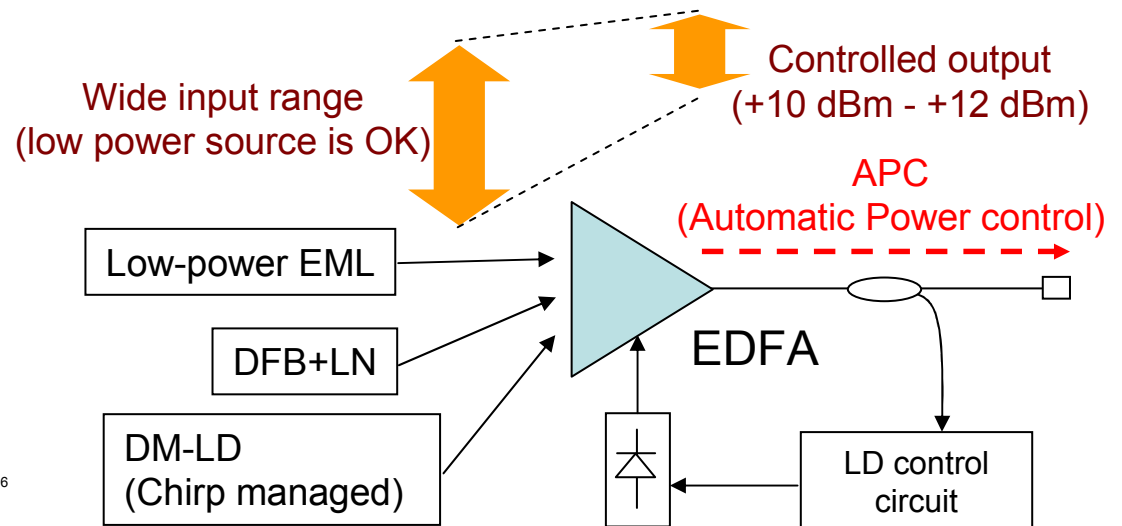 Wide input range
(low power source is OK)
Controlled output
(+10 dBm - +12 dBm)
APC
(Automatic Power control)
Low-power EML
DFB+LN
DM-LD
(Chirp managed)
EDFA
LD control
circuit
6